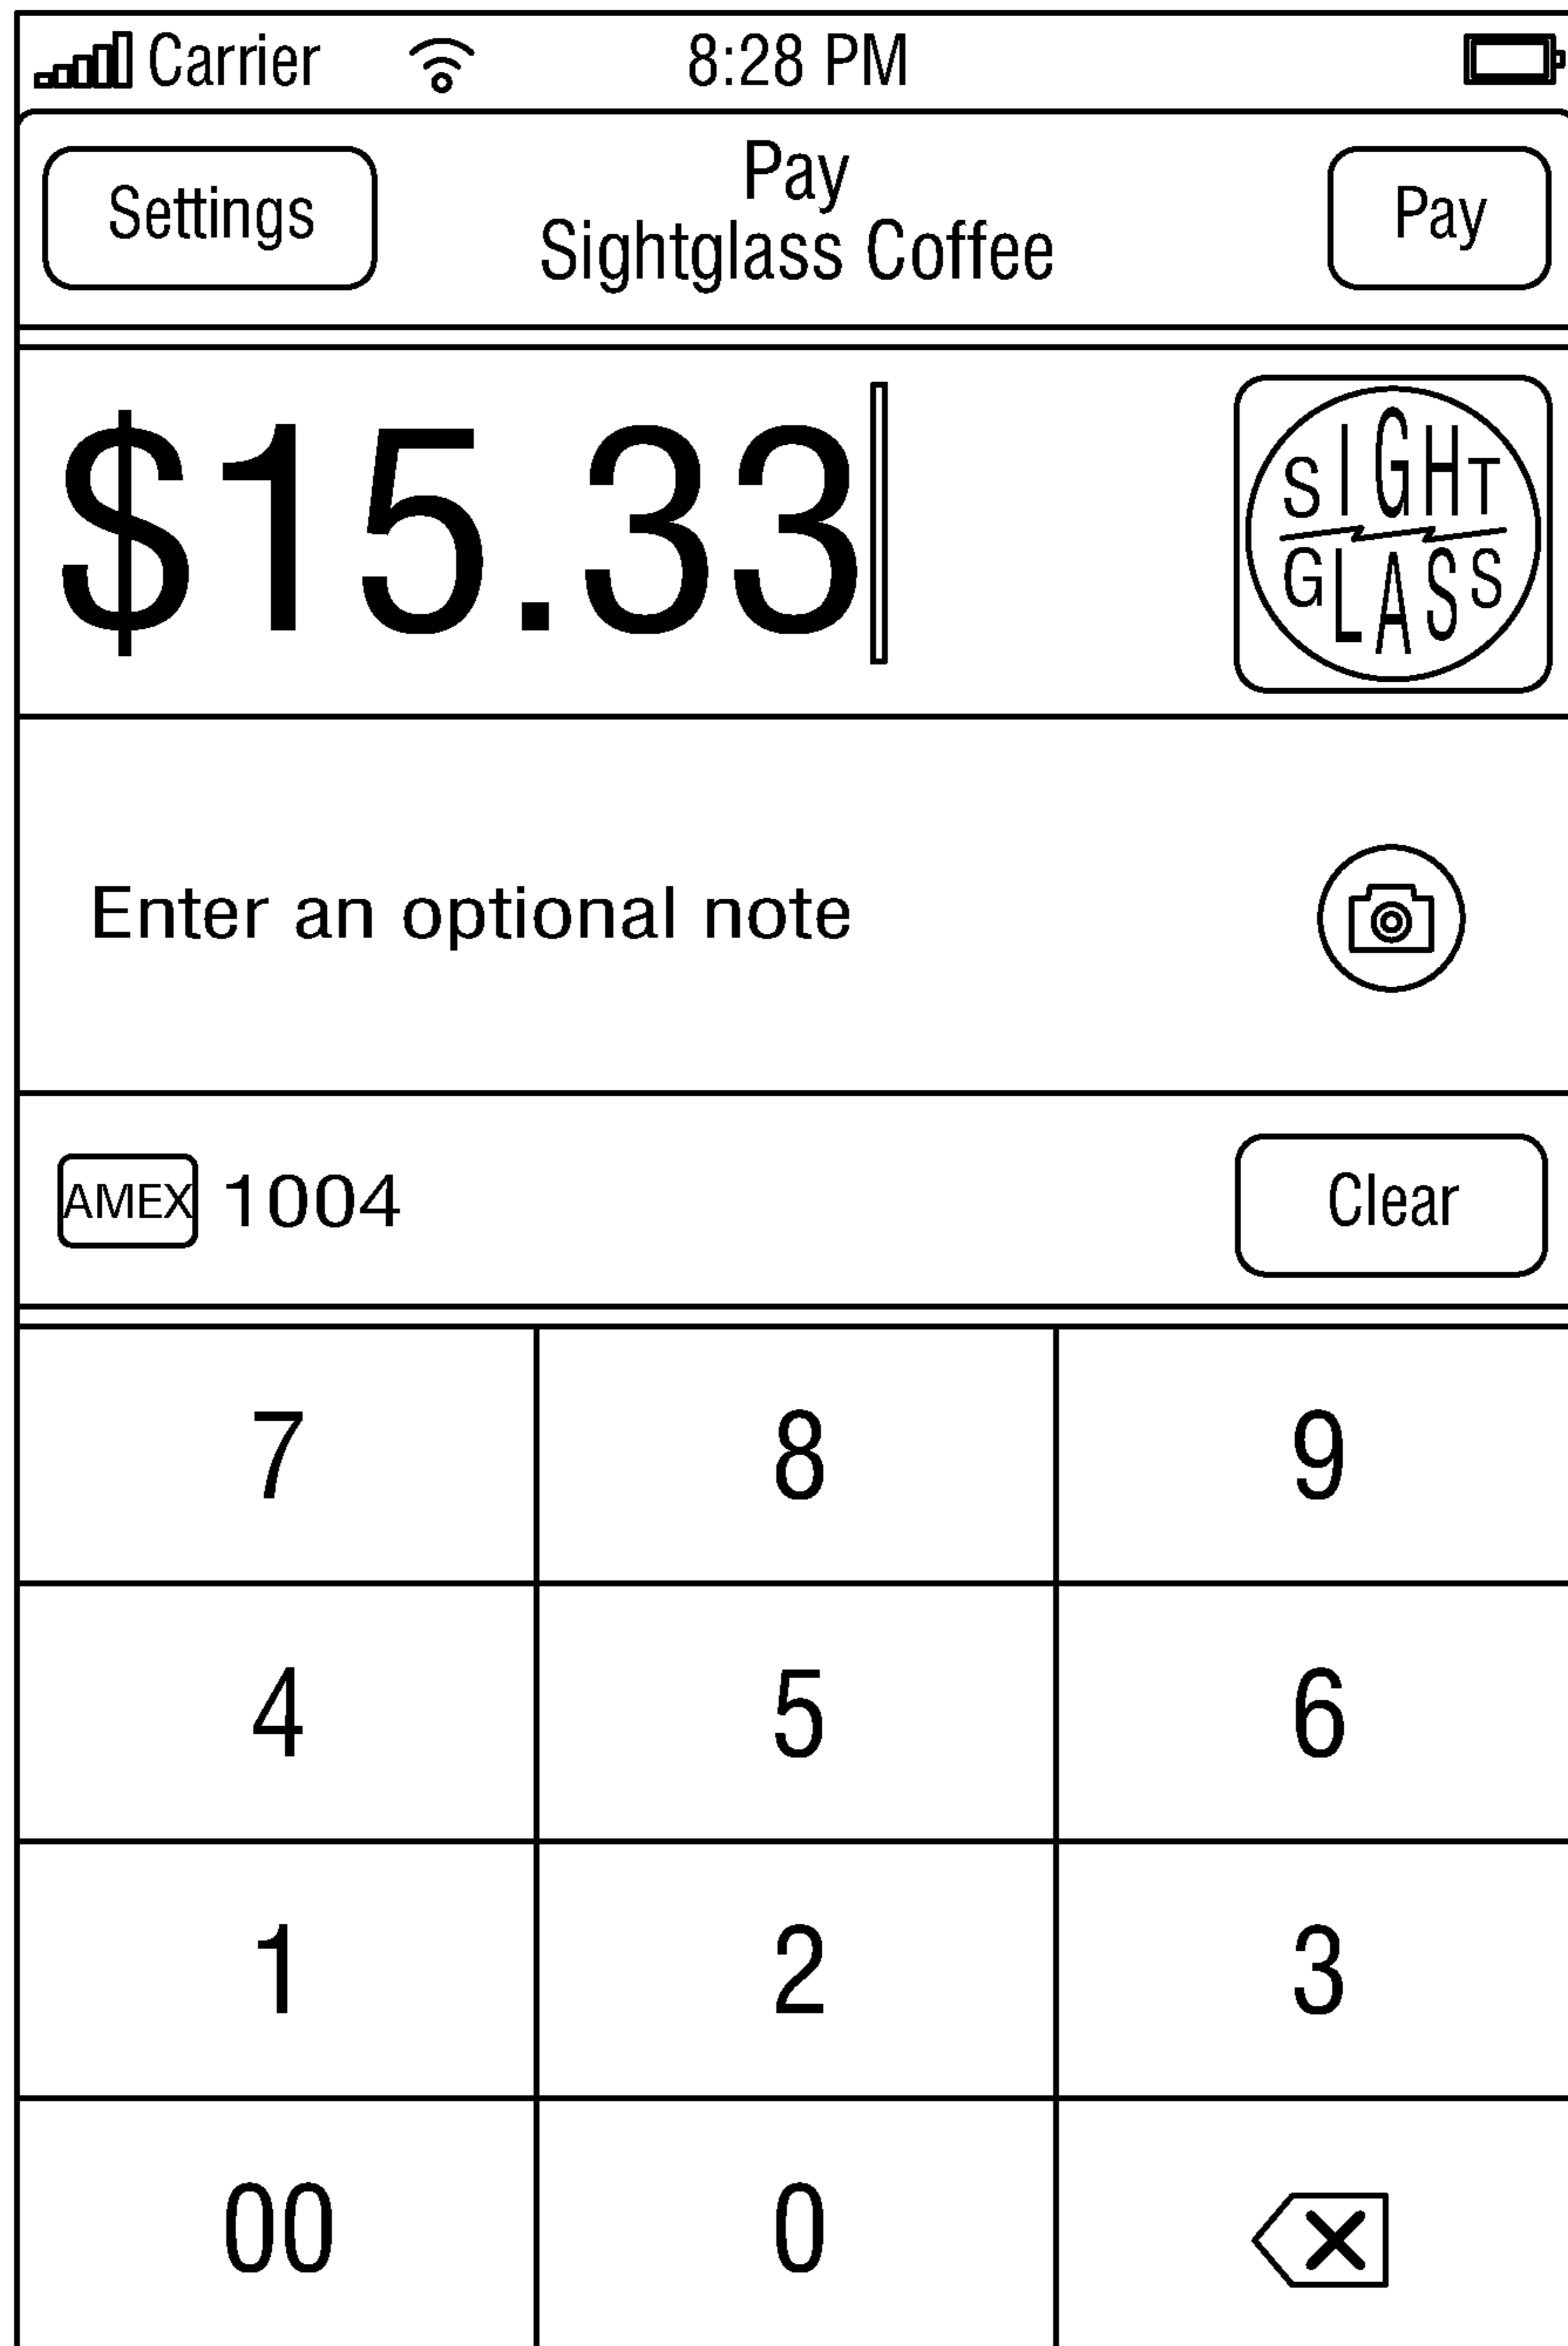 Carrier 8:28 PM
Settings
Pay
Sightglass Coffee
Pay
$15.33
SIGHT
GLASS
Enter an optional note
AMEX 1004
Clear
7 8 9
4 5 6
1 2 3
00 0